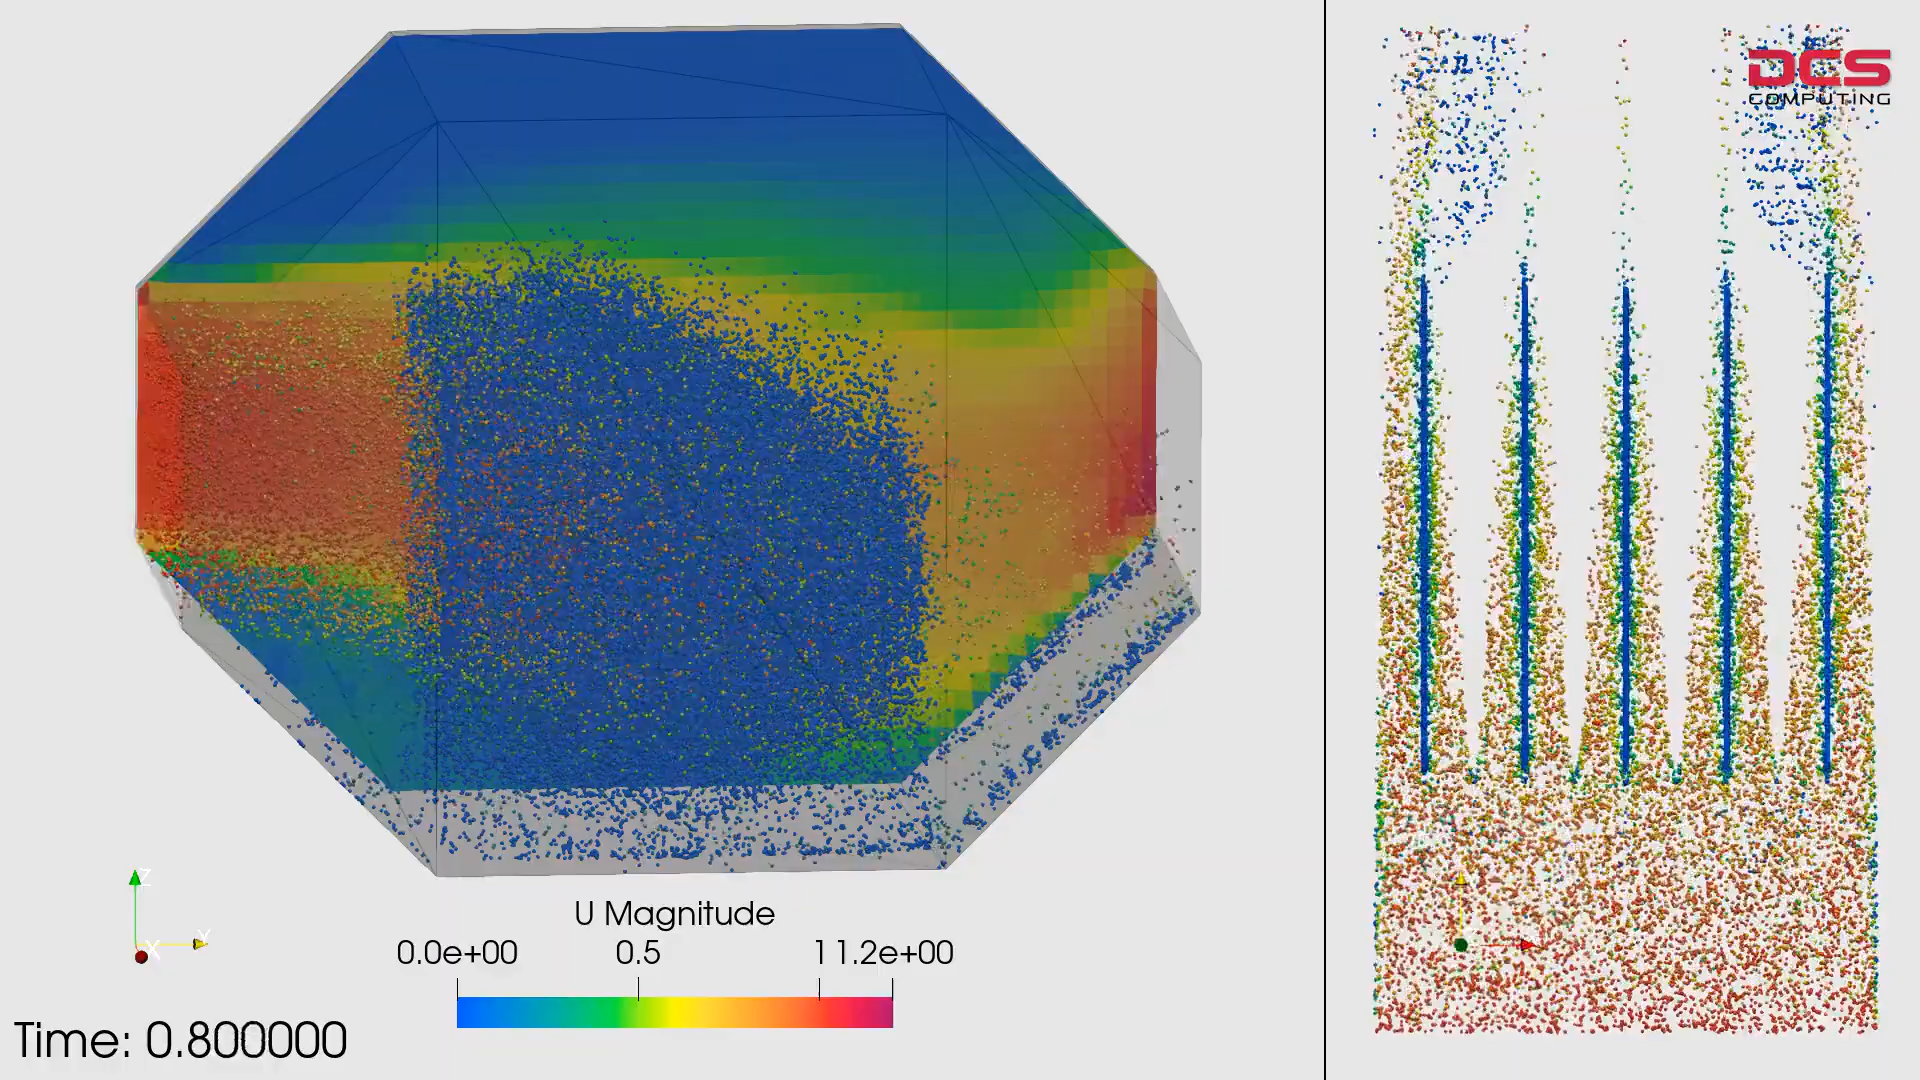 DCS
COMPUTING
Z
X
Y
U Magnitude
0.0e+00 0.5 1 1.2e+00
Time: 0.800000